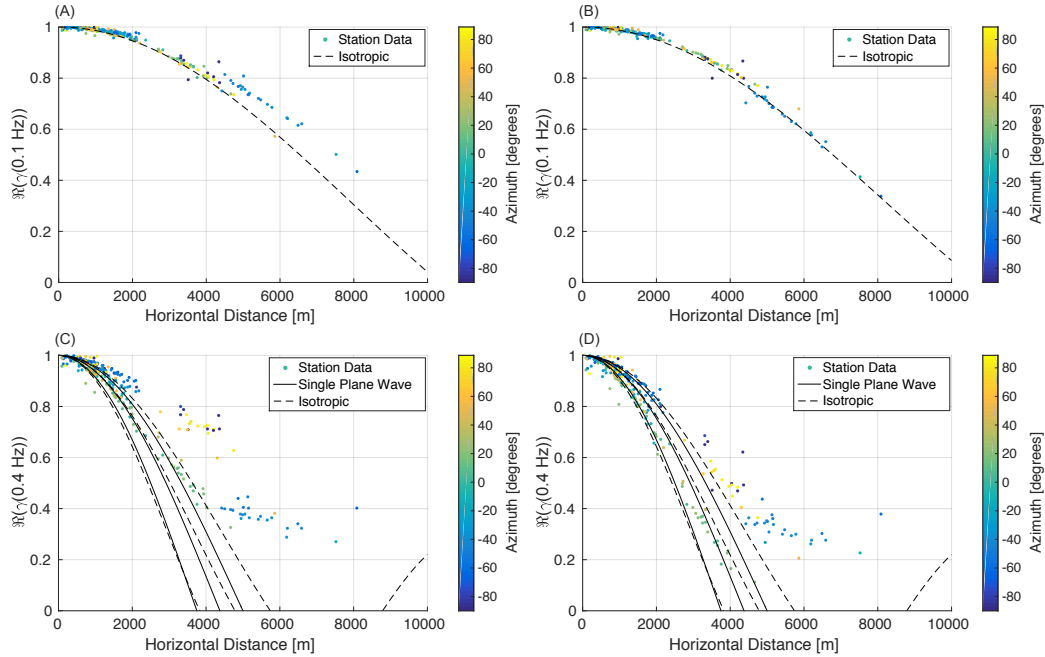 (A)
1
0.8
0.6
0.4
0.2
0
ℜ(γ(0.1 Hz))
0 2000 4000 6000 8000 10000
Horizontal Distance [m]
Station Data
Isotropic
80
60
40
20
0
-20
-40
-60
-80
Azimuth [degrees]
(B)
1
0.8
0.6
0.4
0.2
0
ℜ(γ(0.1 Hz))
0 2000 4000 6000 8000 10000
Horizontal Distance [m]
Station Data
Isotropic
80
60
40
20
0
-20
-40
-60
-80
Azimuth [degrees]
(C)
1
0.8
0.6
0.4
0.2
0
ℜ(γ(0.4 Hz))
0 2000 4000 6000 8000 10000
Horizontal Distance [m]
Station Data
Single Plane Wave
Isotropic
80
60
40
20
0
-20
-40
-60
-80
Azimuth [degrees]
(D)
1
0.8
0.6
0.4
0.2
0
ℜ(γ(0.4 Hz))
0 2000 4000 6000 8000 10000
Horizontal Distance [m]
Station Data
Single Plane Wave
Isotropic
80
60
40
20
0
-20
-40
-60
-80
Azimuth [degrees]